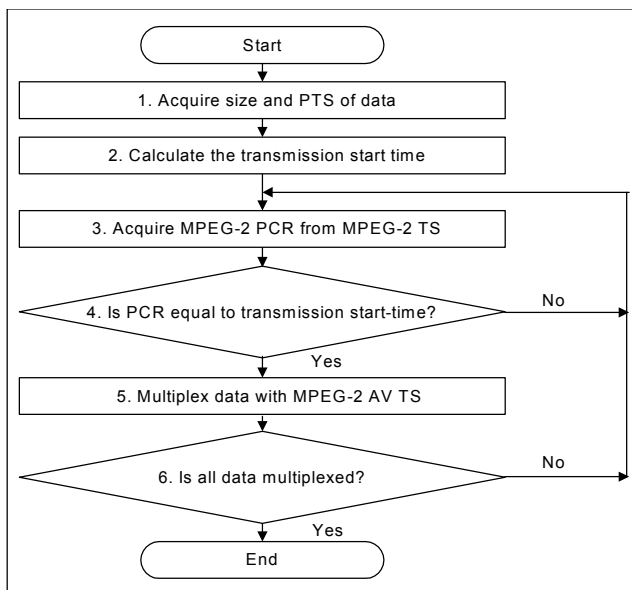 Start
1. Acquire size and PTS of data
2. Calculate the transmission start time
3. Acquire MPEG-2 PCR from MPEG-2 TS
4. Is PCR equal to transmission start-time?
No
Yes
5. Multiplex data with MPEG-2 AV TS
6. Is all data multiplexed?
No
Yes
End